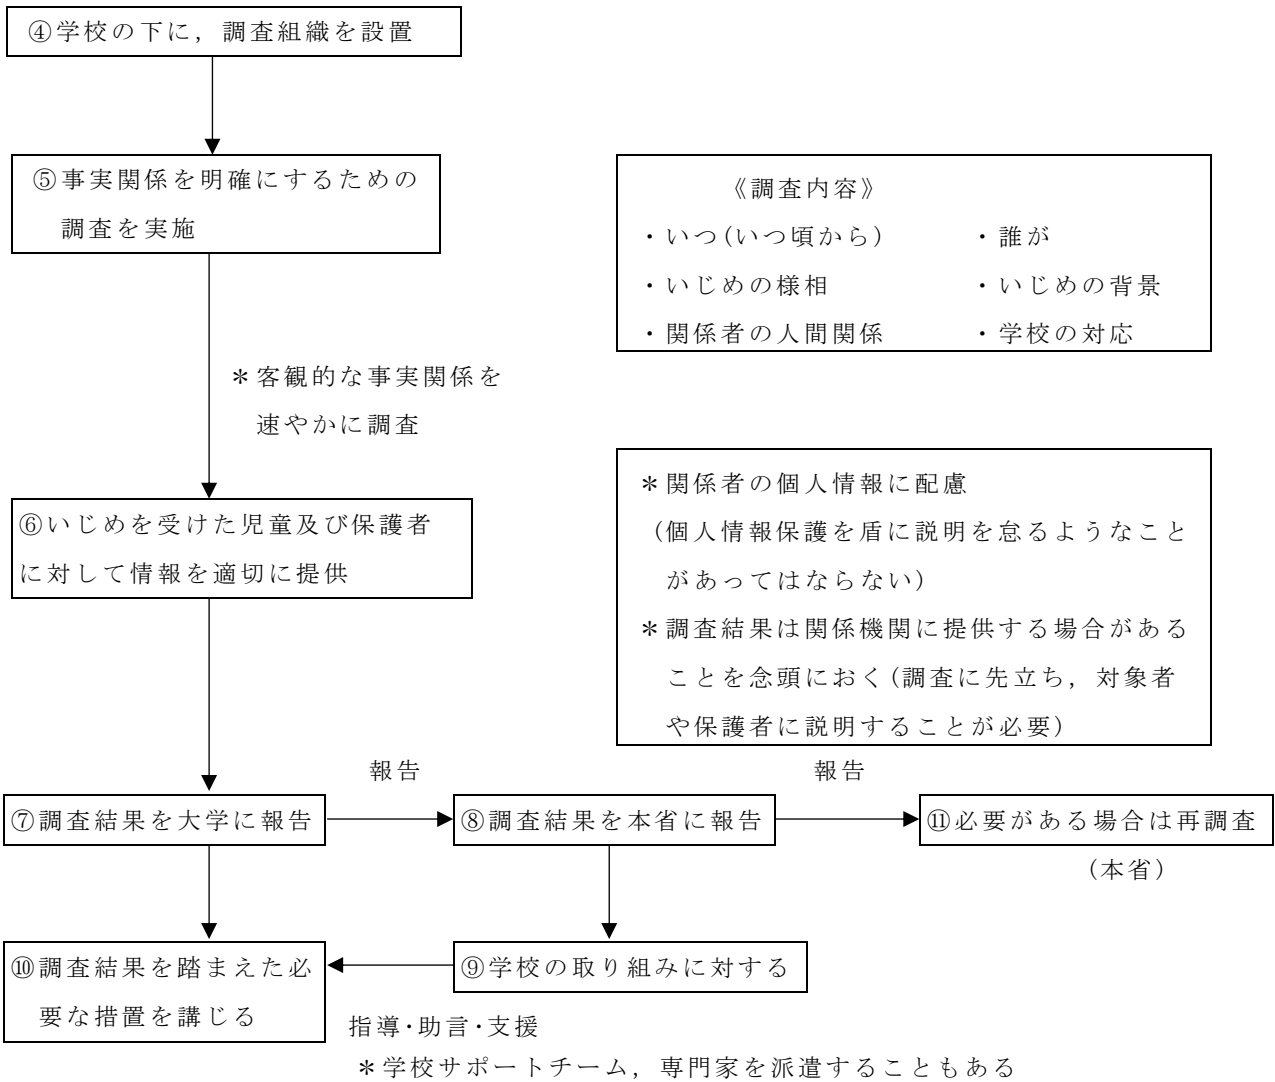 ④学校の下に，調査組織を設置
⑤事実関係を明確にするための
調査を実施
《調査内容》
・いつ(いつ頃から)　・誰が
・いじめの様相　・いじめの背景
・関係者の人間関係　・学校の対応
＊客観的な事実関係を
速やかに調査
⑥いじめを受けた児童及び保護者
に対して情報を適切に提供
＊関係者の個人情報に配慮
(個人情報保護を盾に説明を怠るようなこと
があってはならない)
＊調査結果は関係機関に提供する場合がある
ことを念頭におく(調査に先立ち，対象者
や保護者に説明することが必要)
報告
報告
⑦調査結果を大学に報告
⑧調査結果を本省に報告
⑪必要がある場合は再調査
(本省)
⑩調査結果を踏まえた必
要な措置を講じる
⑨学校の取り組みに対する
指導・助言・支援
＊学校サポートチーム，専門家を派遣することもある